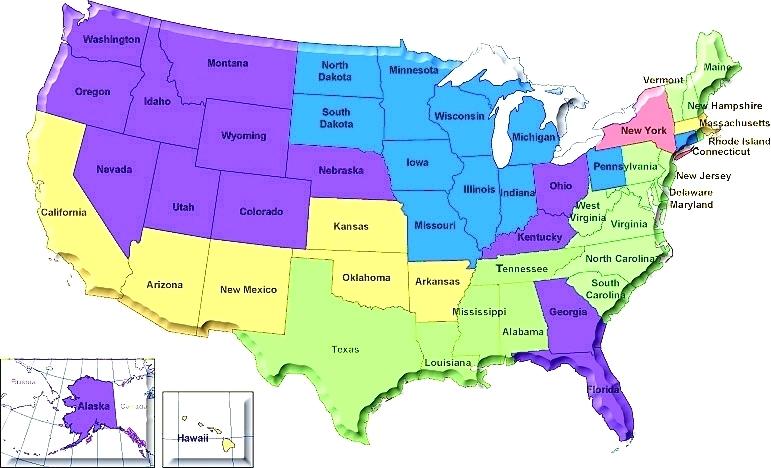 Washington
Montana
North
Dakota
Minnesota
Maine
Vermont
Oregon
Idaho
South
Dakota
Wisconsin
Michigan
New York
New Hampshire
Massachusetts
Rhode Island
Connecticut
Wyoming
Iowa
Nebraska
Nevada
Utah
Colorado
Illinois
Indiana
Ohio
Pennsylvania
New Jersey
Delaware
Maryland
West
Virginia
Virginia
California
Kansas
Missouri
Kentucky
North Carolina
Tennessee
Arizona
New Mexico
Oklahoma
Arkansas
South
Carolina
Mississippi
Alabama
Georgia
Texas
Louisiana
Florida
Russia
Alaska
Canada
Hawaii